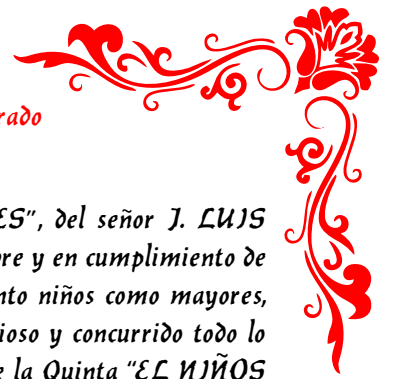 rado
ES", del señor J. LUIS
re y en cumplimiento de
nto niños como mayores,
ioso y concurrido todo lo
e la Quinta "EL NIÑOS